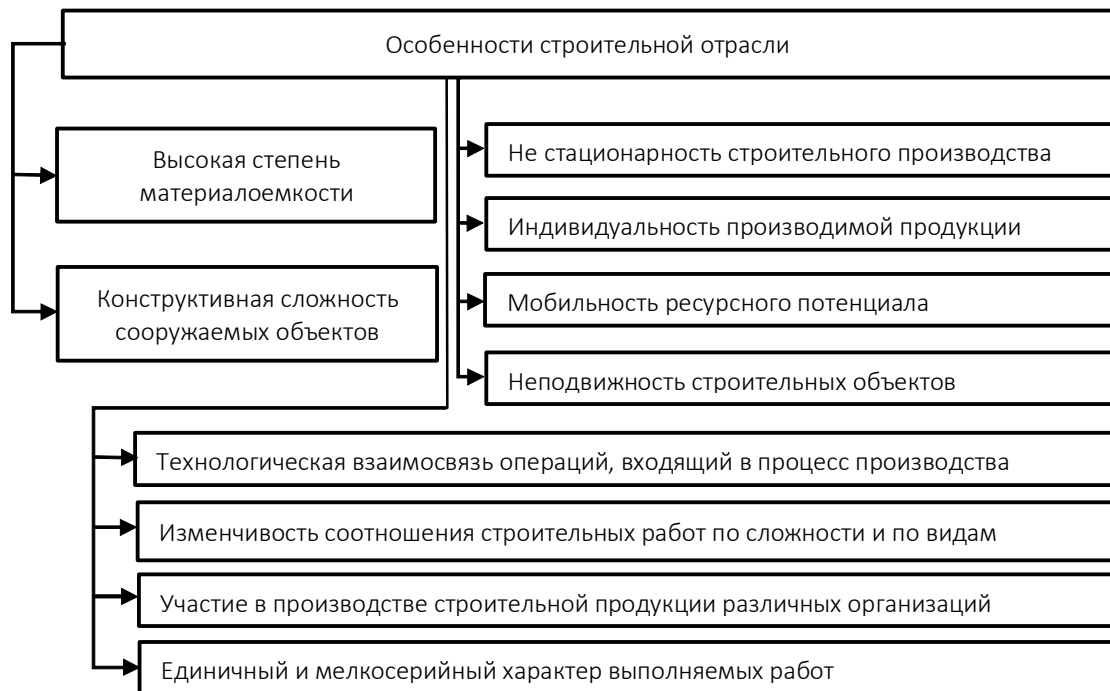 Особенности строительной отрасли
Высокая степень
материалоемкости
Конструктивная сложность
сооружаемых объектов
Не стационарность строительного производства
Индивидуальность производимой продукции
Мобильность ресурсного потенциала
Неподвижность строительных объектов
Технологическая взаимосвязь операций, входящий в процесс производства
Изменчивость соотношения строительных работ по сложности и по видам
Участие в производстве строительной продукции различных организаций
Единичный и мелкосерийный характер выполняемых работ